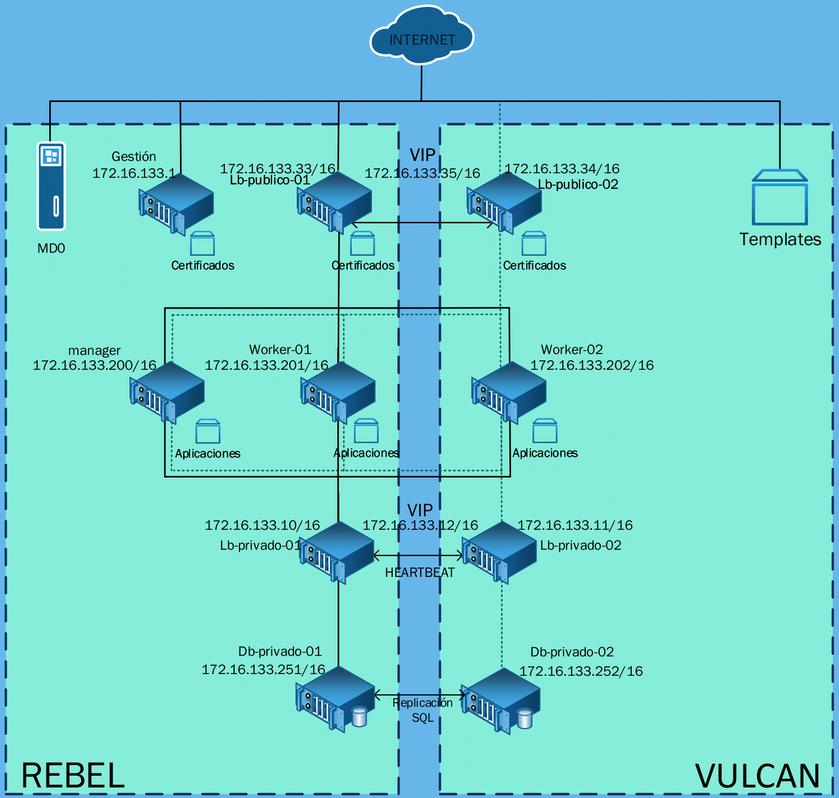 INTERNET
Gestión
172.16.133.1
MD0
172.16.133.33/16
Lb-publico-01
VIP
172.16.133.35/16
172.16.133.34/16
Lb-publico-02
Templates
Certificados
Certificados
Certificados
manager
172.16.133.200/16
Worker-01
172.16.133.201/16
Worker-02
172.16.133.202/16
Aplicaciones
Aplicaciones
Aplicaciones
VIP
172.16.133.10/16
172.16.133.12/16
172.16.133.11/16
Lb-privado-01
Lb-privado-02
HEARTBEAT
Db-privado-01
172.16.133.251/16
Db-privado-02
172.16.133.252/16
Replicación
SQL
REBEL
VULCAN